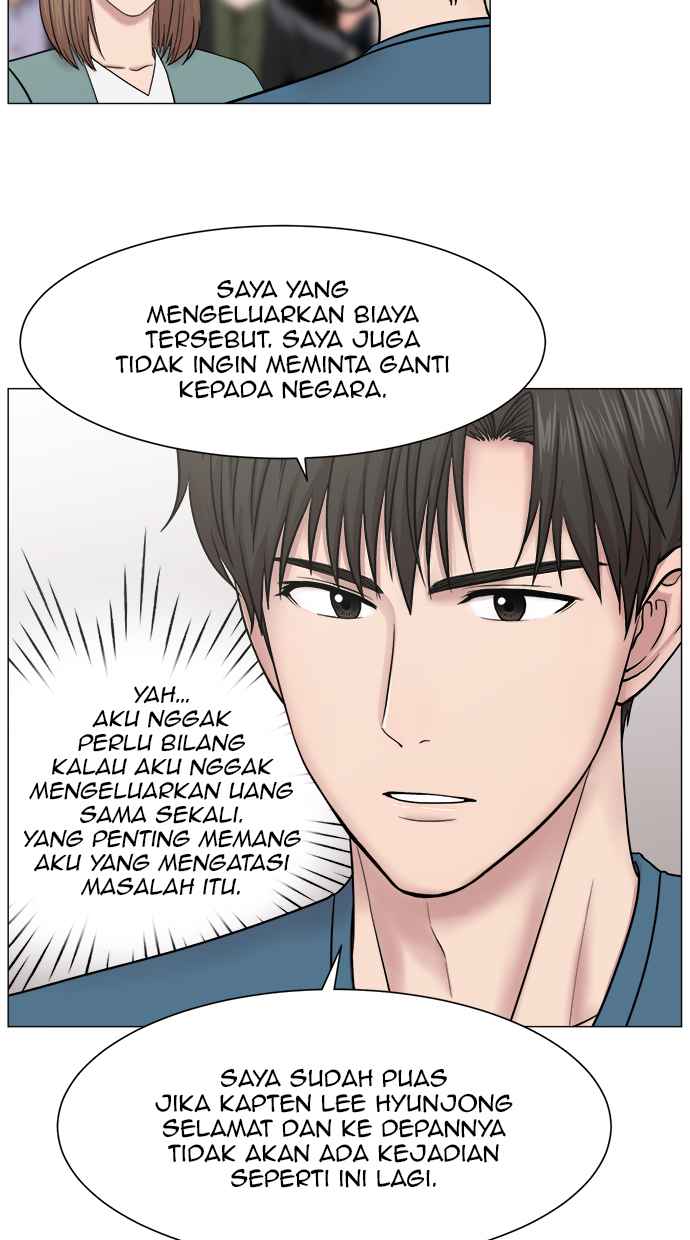 SAYA YANG
MENGELUARKAN BIAYA
TERSEBUT. SAYA JUGA
TIDAK INGIN MEMINTA GANTI
KEPADA NEGARA.
YAH...
AKU NGGAK
PERLU BILANG
KALAU AKU NGGAK
MENGELUARKAN UANG
SAMA SEKALI.
YANG PENTING MEMANG
AKU YANG MENGATASI
MASALAH ITU.
SAYA SUDAH PUAS
JIKA KAPTEN LEE HYUNJONG
SELAMAT DAN KE DEPANNYA
TIDAK AKAN ADA KEJADIAN
SEPERTI INI LAGI.